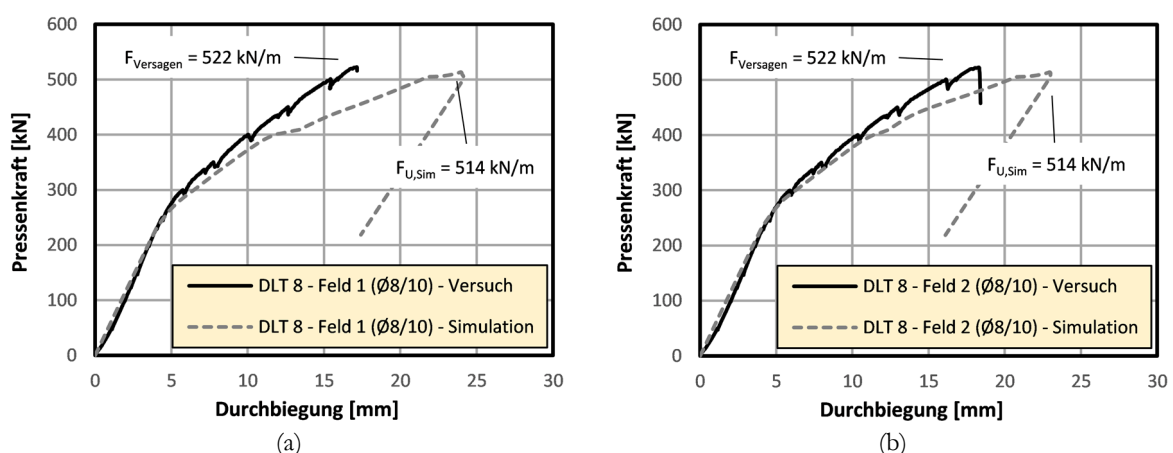 600
500
400
300
200
100
0
Pressenkraft [kN]
F_Versagen = 522 kN/m
F_U,Sim = 514 kN/m
DLT 8 - Feld 1 (Ø8/10) - Versuch
DLT 8 - Feld 1 (Ø8/10) - Simulation
0 5 10 15 20 25 30
Durchbiegung [mm]
(a)
600
500
400
300
200
100
0
Pressenkraft [kN]
F_Versagen = 522 kN/m
F_U,Sim = 514 kN/m
DLT 8 - Feld 2 (Ø8/10) - Versuch
DLT 8 - Feld 2 (Ø8/10) - Simulation
0 5 10 15 20 25 30
Durchbiegung [mm]
(b)